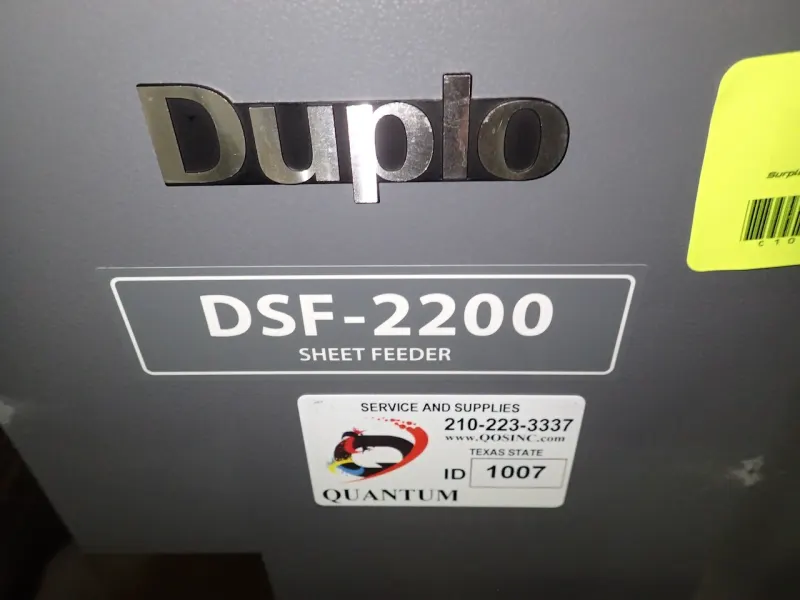 Duplo
DSF-2200
SHEET FEEDER
SERVICE AND SUPPLIES
210-223-3337
www.QOSINC.com
TEXAS STATE
ID 1007
QUANTUM